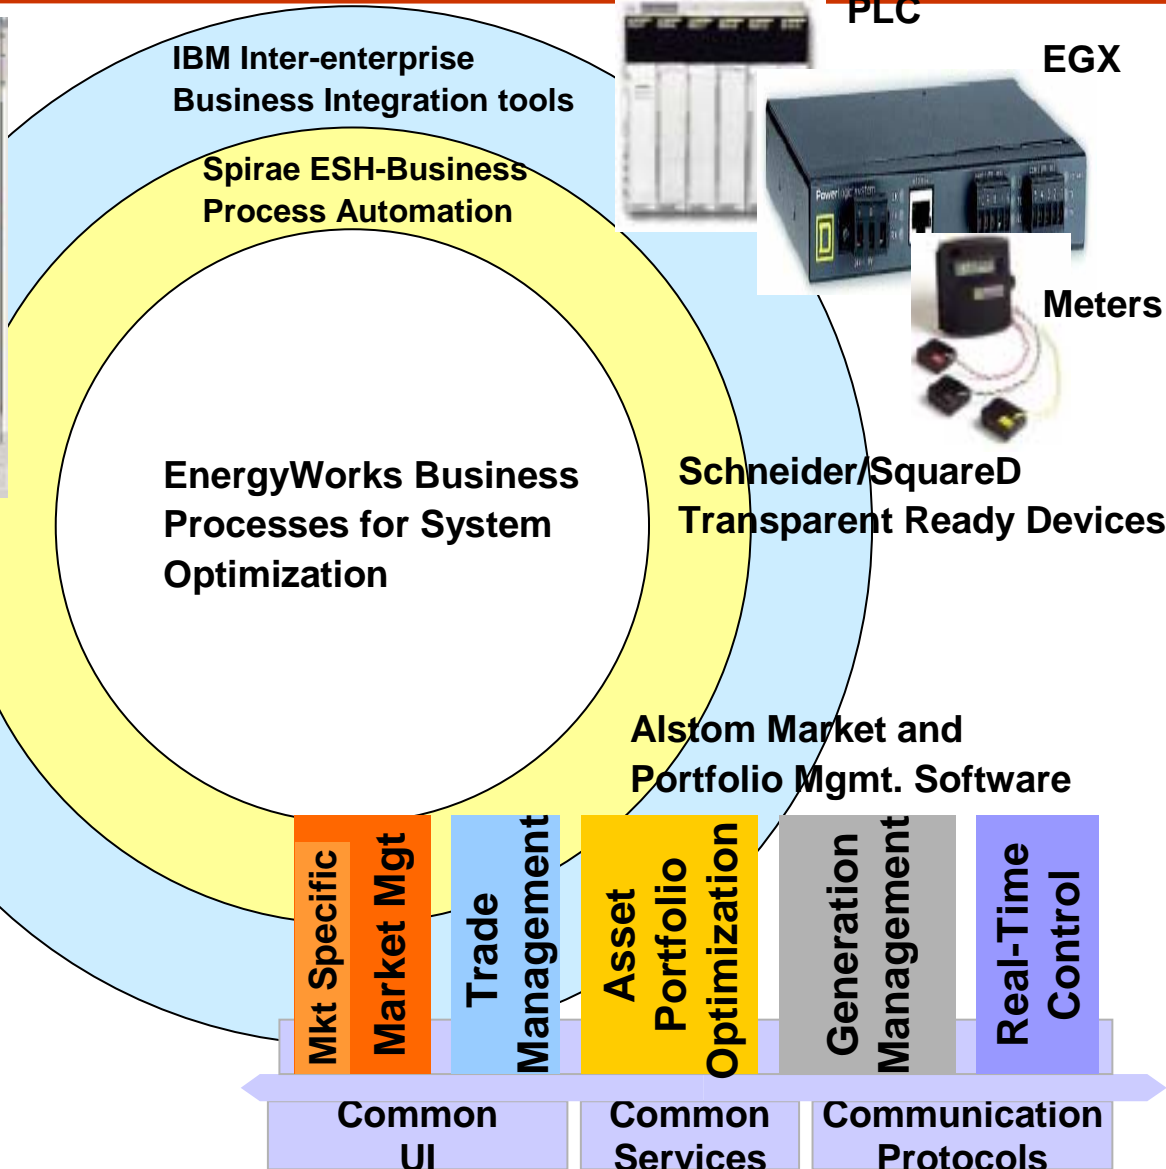 PLC
IBM Inter-enterprise
Business Integration tools
EGX
Spirae ESH-Business
Process Automation
PowerLogic system
Meters
EnergyWorks Business
Processes for System
Optimization
Schneider/SquareD
Transparent Ready Devices
Alstom Market and
Portfolio Mgmt. Software
Mkt Specific
Market Mgt
Trade
Management
Asset
Portfolio
Optimization
Generation
Management
Real-Time
Control
Common
UI
Common
Services
Communication
Protocols